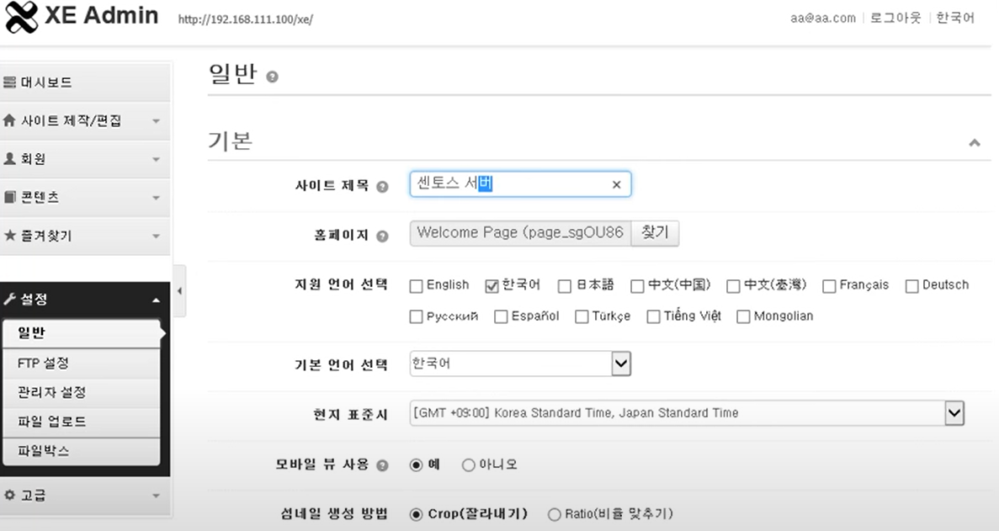 XE Admin http://192.168.111.100/xe/ aa@aa.com 로그아웃 한국어
대시보드
사이트 제작/편집
회원
콘텐츠
즐겨찾기
설정
일반
FTP 설정
관리자 설정
파일 업로드
파일박스
고급
일반
기본
사이트 제목 센토스 서버
홈페이지 Welcome Page (page_sgOU86 찾기
지원 언어 선택 English 한국어 日本語 中文(中国) 中文(臺灣) Français Deutsch
Русский Español Türkçe Tiếng Việt Mongolian
기본 언어 선택 한국어
현지 표준시 [GMT +09:00] Korea Standard Time, Japan Standard Time
모바일 뷰 사용 예 아니오
섬네일 생성 방법 Crop(잘라내기) Ratio(비율 맞추기)